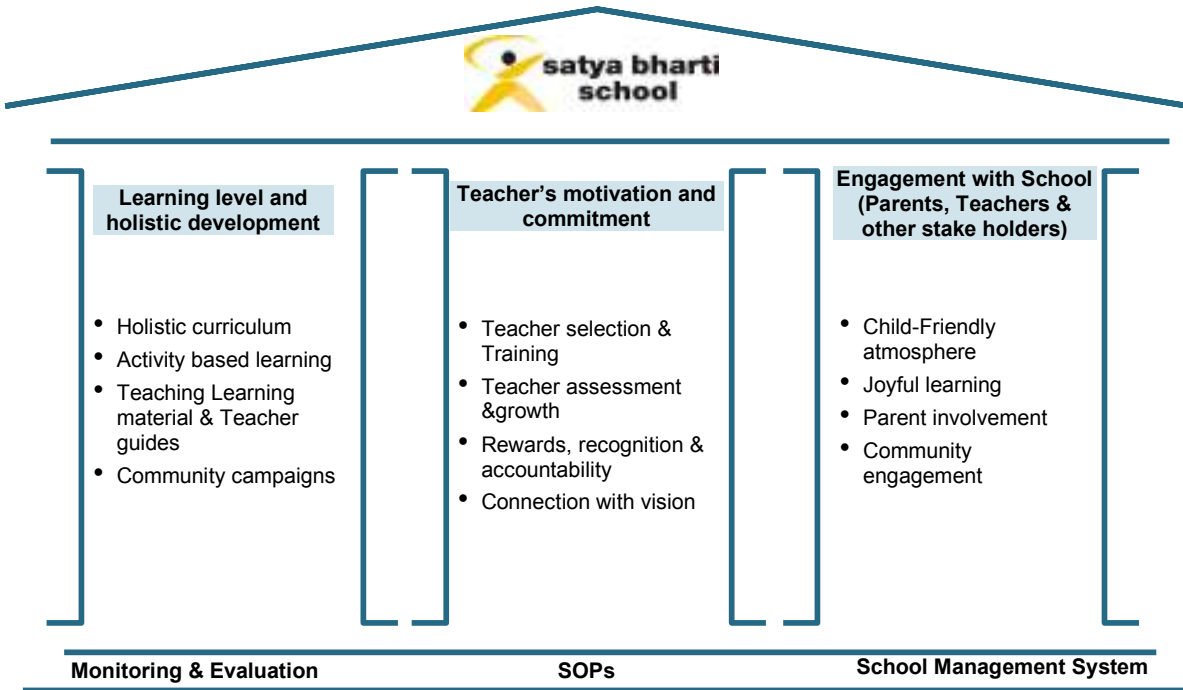 satya bharti
school
Learning level and
holistic development
• Holistic curriculum
• Activity based learning
• Teaching Learning
material & Teacher
guides
• Community campaigns
Teacher’s motivation and
commitment
• Teacher selection &
Training
• Teacher assessment
&growth
• Rewards, recognition &
accountability
• Connection with vision
Engagement with School
(Parents, Teachers &
other stake holders)
• Child-Friendly
atmosphere
• Joyful learning
• Parent involvement
• Community
engagement
Monitoring & Evaluation
SOPs
School Management System